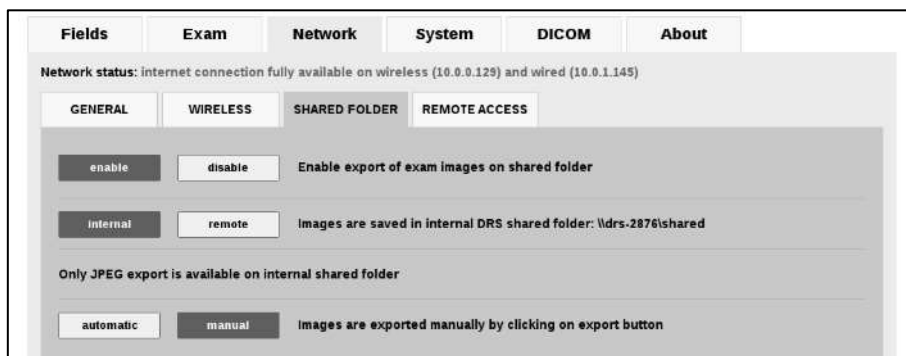 Fields Exam Network System DICOM About
Network status: internet connection fully available on wireless (10.0.0.129) and wired (10.0.1.145)
GENERAL WIRELESS SHARED FOLDER REMOTE ACCESS
enable disable Enable export of exam images on shared folder
internal remote Images are saved in internal DRS shared folder: \\drs-2876\shared
Only JPEG export is available on internal shared folder
automatic manual Images are exported manually by clicking on export button